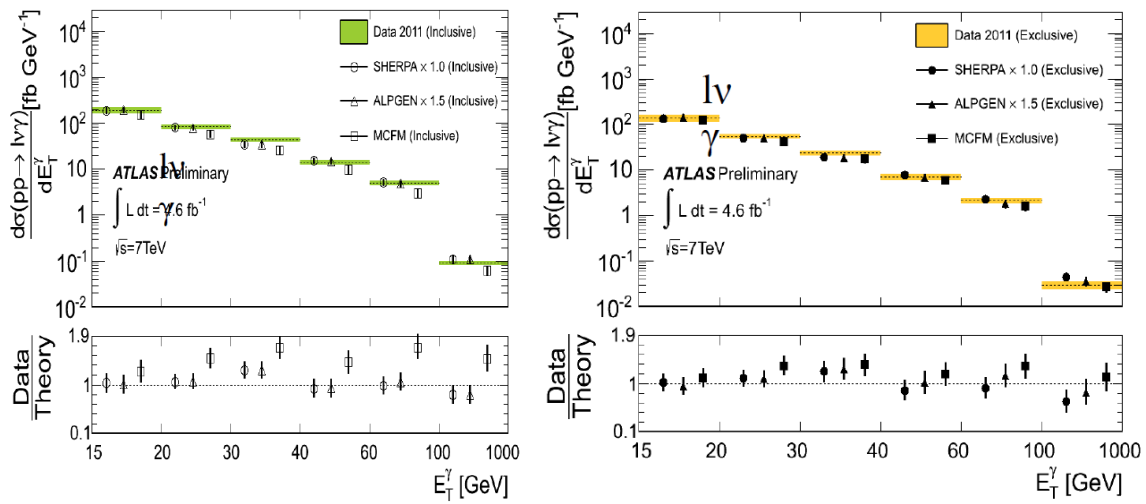 dσ(pp→ lνγ)
dE_T^γ
[fb GeV⁻¹]
10⁴
10³
10²
10
1
10⁻¹
10⁻²
Data 2011 (Inclusive)
SHERPA × 1.0 (Inclusive)
ALPGEN × 1.5 (Inclusive)
MCFM (Inclusive)
lν
γ
ATLAS Preliminary
∫ L dt = 4.6 fb⁻¹
√s=7TeV
Data
Theory
1.9
1
0.1
15 20 30 40 60 100 1000
E_T^γ [GeV]
dσ(pp→ lνγ)
dE_T^γ
[fb GeV⁻¹]
10⁴
10³
10²
10
1
10⁻¹
10⁻²
Data 2011 (Exclusive)
SHERPA × 1.0 (Exclusive)
ALPGEN × 1.5 (Exclusive)
MCFM (Exclusive)
lν
γ
ATLAS Preliminary
∫ L dt = 4.6 fb⁻¹
√s=7TeV
Data
Theory
1.9
1
0.1
15 20 30 40 60 100 1000
E_T^γ [GeV]